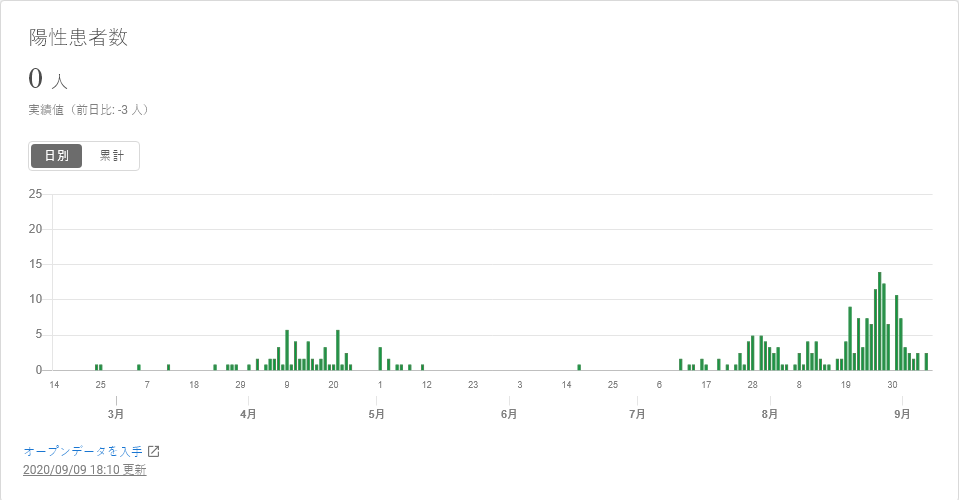 陽性患者数
0 人
実績値（前日比: -3 人）
日別 累計
25
20
15
10
5
0
14 25 7 18 29 9 20 1 12 23 3 14 25 6 17 28 8 19 30
3月 4月 5月 6月 7月 8月 9月
オープンデータを入手
2020/09/09 18:10 更新